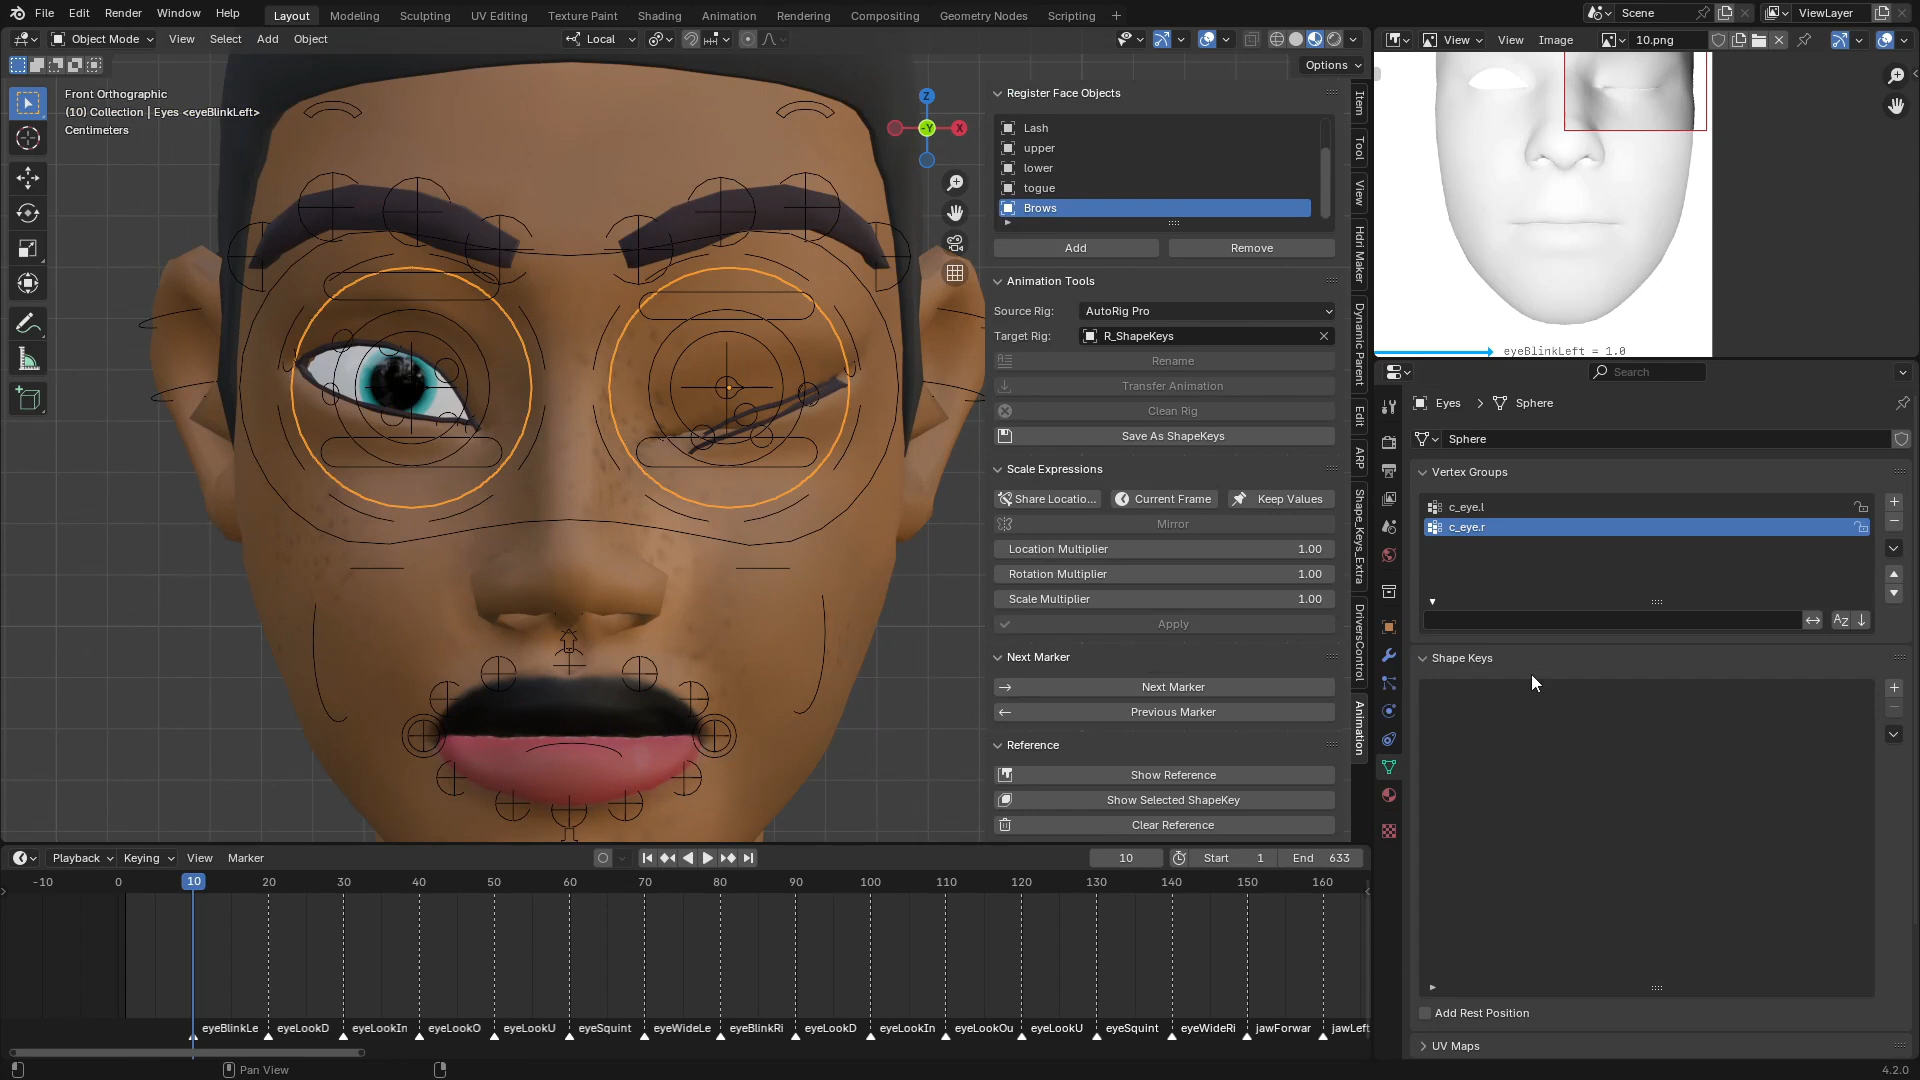 File Edit Render Window Help
Layout Modeling Sculpting UV Editing Texture Paint Shading Animation Rendering Compositing Geometry Nodes Scripting +
Scene
ViewLayer
Object Mode View Select Add Object
Local
View View Image
10.png
Options
Front Orthographic
(10) Collection | Eyes <eyeBlinkLeft>
Centimeters
Z
-Y
X
Register Face Objects
Lash
upper
lower
togue
Brows
Add Remove
Animation Tools
Source Rig: AutoRig Pro
Target Rig: R_ShapeKeys
Rename
Transfer Animation
Clean Rig
Save As ShapeKeys
Scale Expressions
Share Locatio... Current Frame Keep Values
Mirror
Location Multiplier 1.00
Rotation Multiplier 1.00
Scale Multiplier 1.00
Apply
Next Marker
Next Marker
Previous Marker
Reference
Show Reference
Show Selected ShapeKey
Clear Reference
Item
Tool
View
Hdri Maker
Dynamic Parent
Edit
ARP
Shape_Keys_Extra
DriversControl
Animation
eyeBlinkLeft = 1.0
Search
Eyes > Sphere
Sphere
Vertex Groups
c_eye.l
c_eye.r
AZ
Shape Keys
Add Rest Position
UV Maps
Playback Keying View Marker
10 Start 1 End 633
-10 0 10 20 30 40 50 60 70 80 90 100 110 120 130 140 150 160
eyeBlinkLe eyeLookD eyeLookIn eyeLookO eyeLookU eyeSquint eyeWideLe eyeBlinkRi eyeLookD eyeLookIn eyeLookOu eyeLookU eyeSquint eyeWideRi jawForwar jawLeft
Pan View
4.2.0